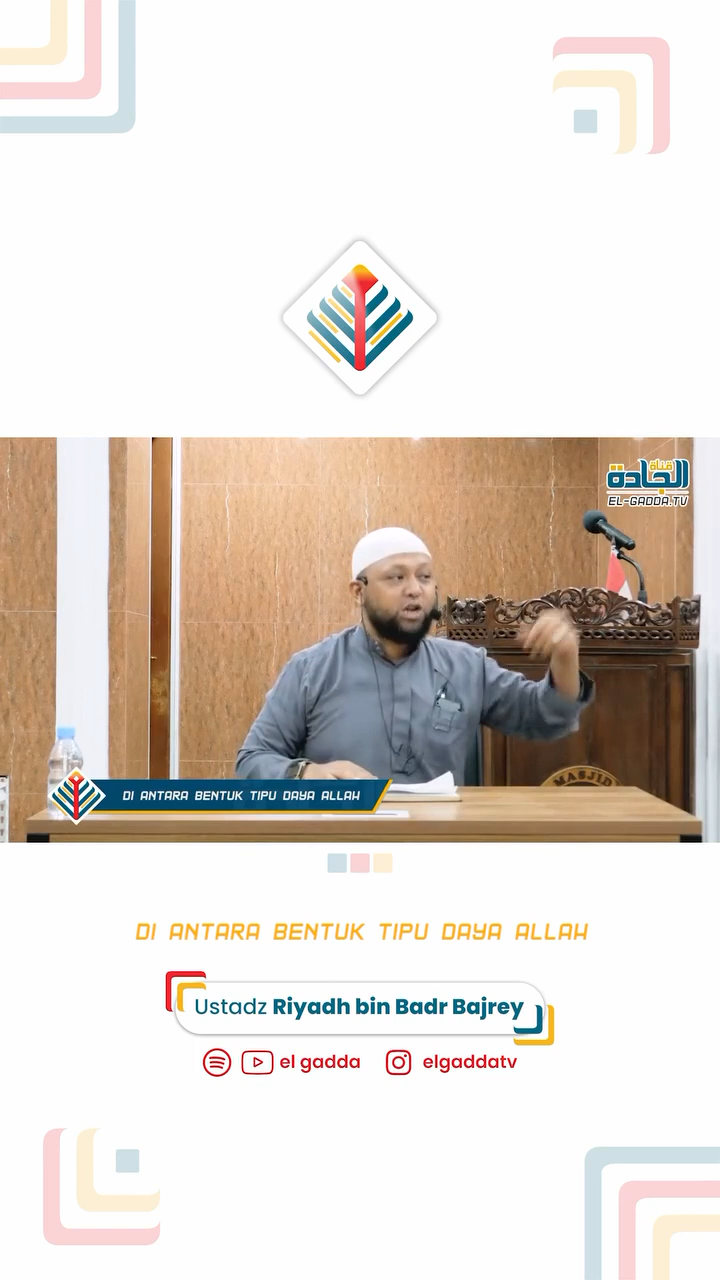 قناة
الجادة
EL-GADDA.TV
MASJID
DI ANTARA BENTUK TIPU DAYA ALLAH
DI ANTARA BENTUK TIPU DAYA ALLAH
Ustadz Riyadh bin Badr Bajrey
el gadda elgaddatv